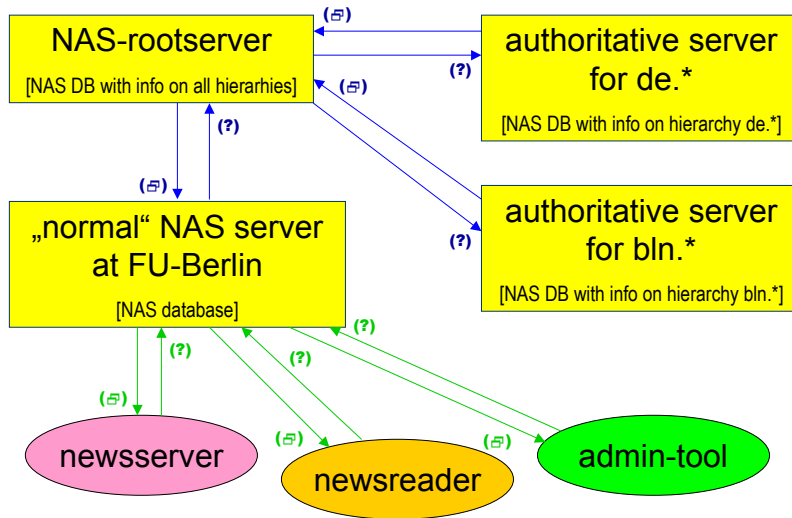 NAS-rootserver
[NAS DB with info on all hierarhies]
authoritative server
for de.*
[NAS DB with info on hierarchy de.*]
(🗗)
(?)
(🗗)
(?)
(🗗)
(?)
„normal“ NAS server
at FU-Berlin
[NAS database]
authoritative server
for bln.*
[NAS DB with info on hierarchy bln.*]
(?)
(?)
(?)
(🗗)
(🗗)
(🗗)
newsserver
newsreader
admin-tool